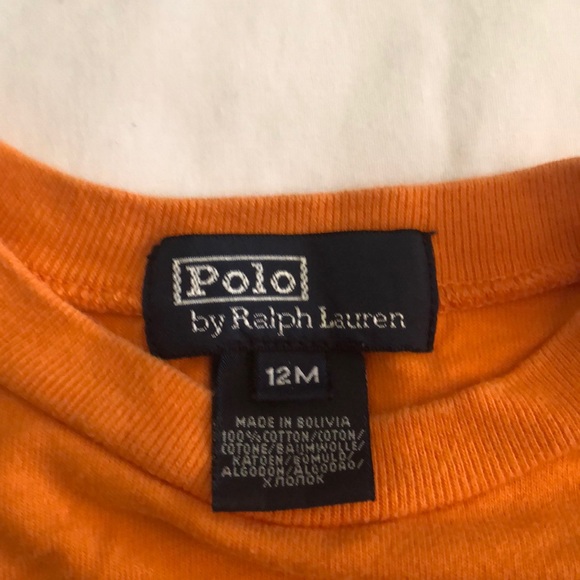 Polo
by Ralph Lauren
12M
MADE IN BOLIVIA
100% COTTON/COTON/
COTONE/BAUMWOLLE/
KATOEN/BOMULD/
ALGODON/ALGODAO/
ХЛОПОК